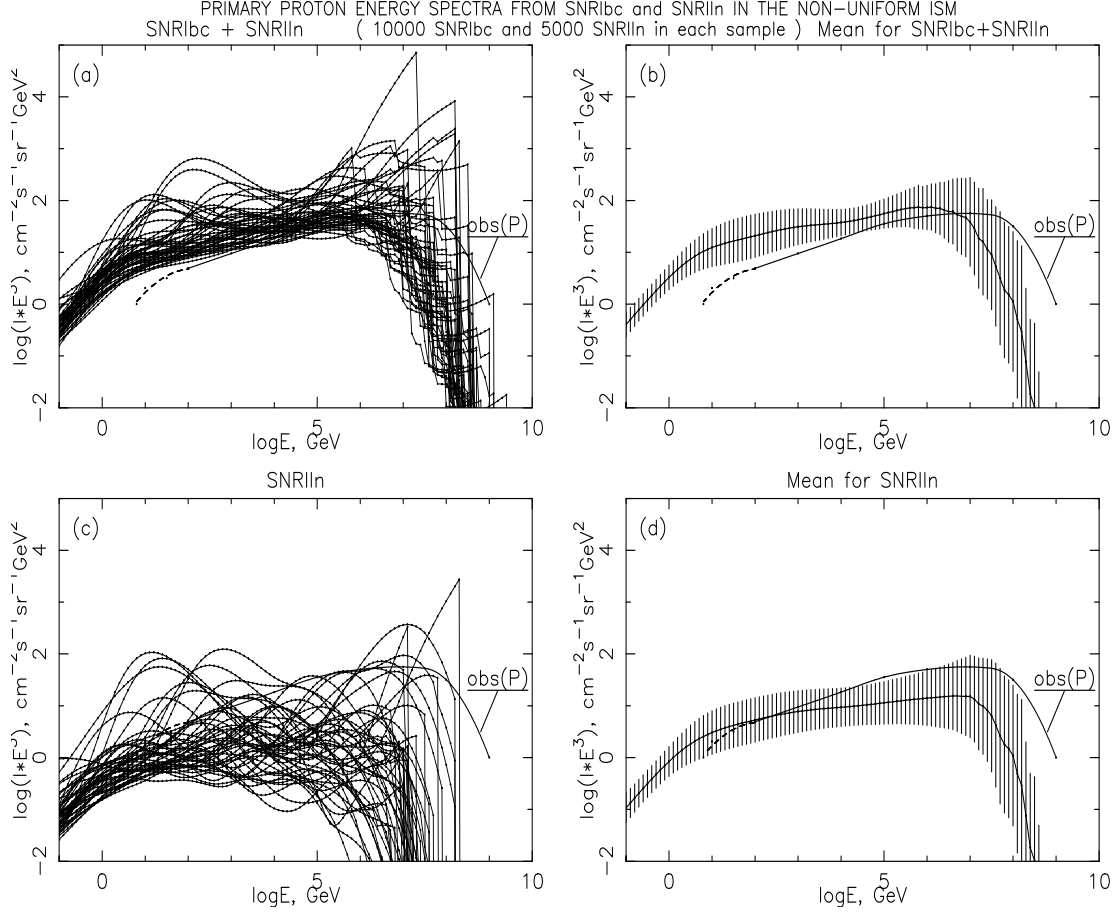 PRIMARY PROTON ENERGY SPECTRA FROM SNRIbc and SNRIIn IN THE NON-UNIFORM ISM
SNRIbc + SNRIIn ( 10000 SNRIbc and 5000 SNRIIn in each sample ) Mean for SNRIbc+SNRIIn
(a)
log(I*E³), cm⁻²s⁻¹sr⁻¹GeV²
4
2
0
−2
obs(P)
0 5 10
logE, GeV
(b)
log(I*E³), cm⁻²s⁻¹sr⁻¹GeV²
4
2
0
−2
obs(P)
0 5 10
logE, GeV
SNRIIn
(c)
log(I*E³), cm⁻²s⁻¹sr⁻¹GeV²
4
2
0
−2
obs(P)
0 5 10
logE, GeV
Mean for SNRIIn
(d)
log(I*E³), cm⁻²s⁻¹sr⁻¹GeV²
4
2
0
−2
obs(P)
0 5 10
logE, GeV